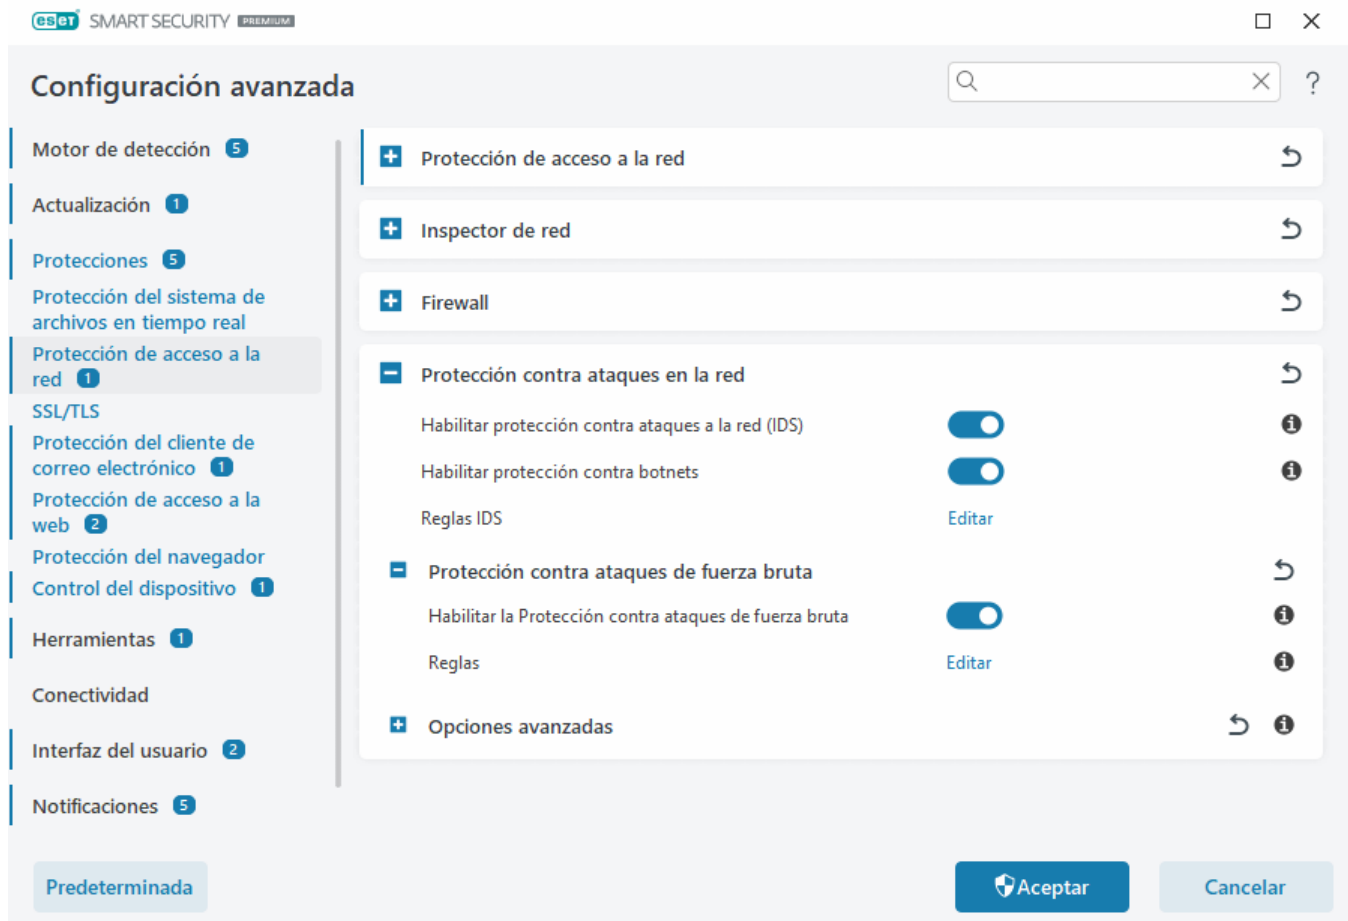 eset SMART SECURITY PREMIUM
Configuración avanzada
?
Motor de detección 5
Actualización 1
Protecciones 5
Protección del sistema de
archivos en tiempo real
Protección de acceso a la
red 1
SSL/TLS
Protección del cliente de
correo electrónico 1
Protección de acceso a la
web 2
Protección del navegador
Control del dispositivo 1
Herramientas 1
Conectividad
Interfaz del usuario 2
Notificaciones 5
Protección de acceso a la red
Inspector de red
Firewall
Protección contra ataques en la red
Habilitar protección contra ataques a la red (IDS)
Habilitar protección contra botnets
Reglas IDS Editar
Protección contra ataques de fuerza bruta
Habilitar la Protección contra ataques de fuerza bruta
Reglas Editar
Opciones avanzadas
Predeterminada
Aceptar
Cancelar